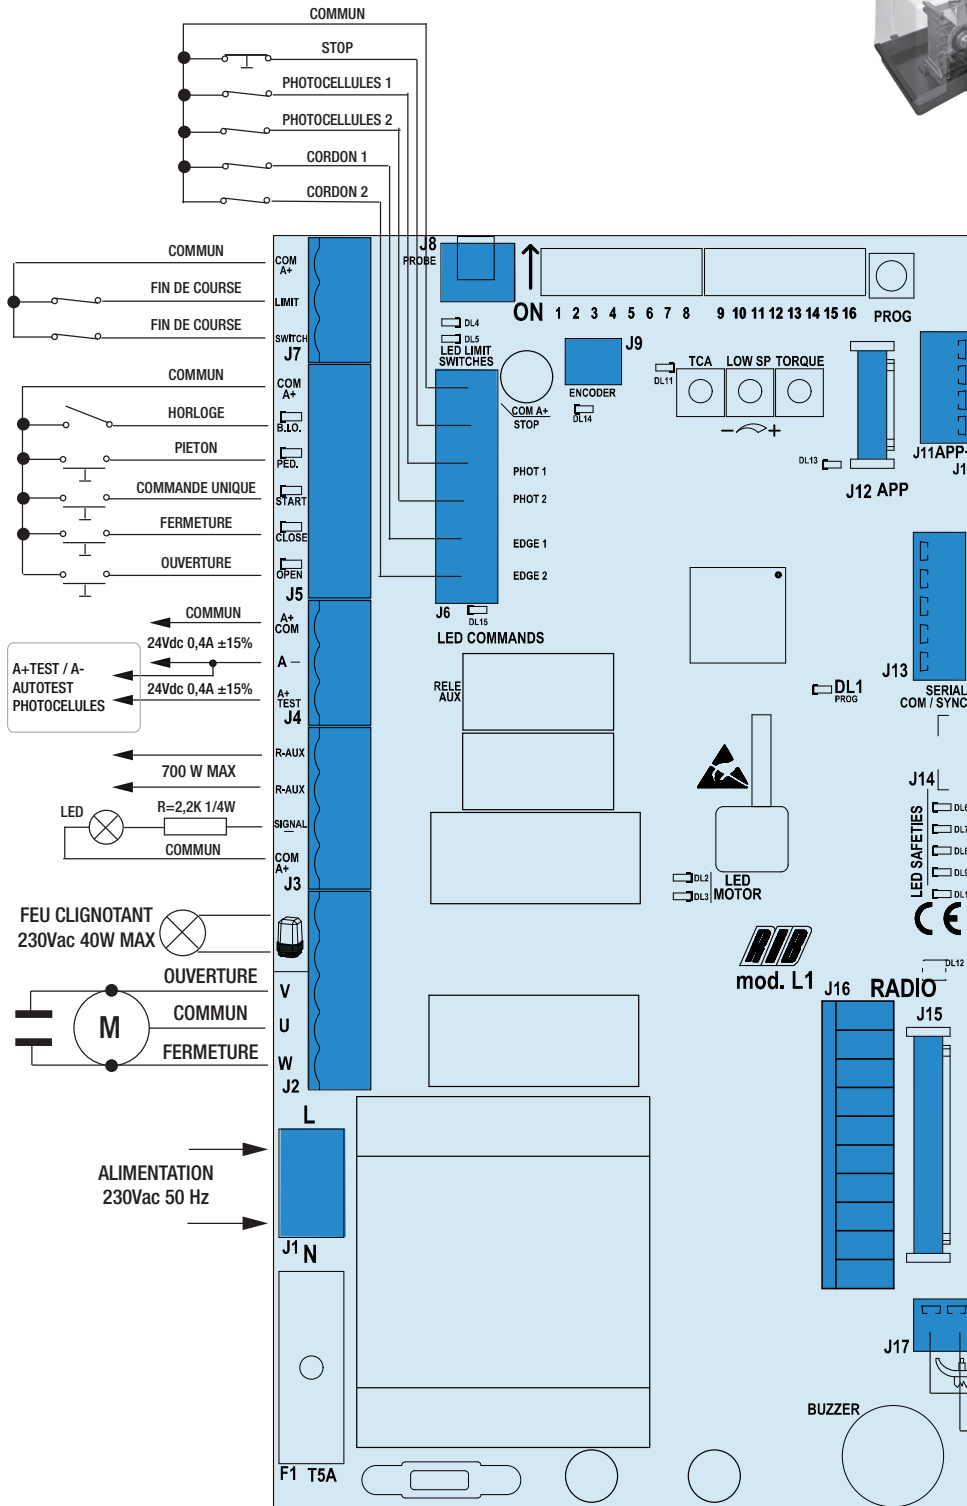 COMMUN
STOP
PHOTOCELLULES 1
PHOTOCELLULES 2
CORDON 1
CORDON 2
COMMUN
FIN DE COURSE
FIN DE COURSE
COM
A+
LIMIT
SWITCH
J7
COMMUN
HORLOGE
PIETON
COMMANDE UNIQUE
FERMETURE
OUVERTURE
COM
A+
B.I.O.
PED.
START
CLOSE
OPEN
J5
COMMUN
24Vdc 0,4A ±15%
24Vdc 0,4A ±15%
A+TEST / A-
AUTOTEST
PHOTOCELULES
A+
COM
A –
A+
TEST
J4
700 W MAX
LED
R=2,2K 1/4W
COMMUN
R-AUX
R-AUX
SIGNAL
COM
A+
J3
FEU CLIGNOTANT
230Vac 40W MAX
OUVERTURE
COMMUN
FERMETURE
M
V
U
W
J2
L
ALIMENTATION
230Vac 50 Hz
J1 N
F1 T5A
J8
PROBE
ON
1 2 3 4 5 6 7 8
9 10 11 12 13 14 15 16
PROG
DL4
DL5
LED LIMIT
SWITCHES
J9
ENCODER
DL14
COM A+
STOP
PHOT 1
PHOT 2
EDGE 1
EDGE 2
J6
DL15
LED COMMANDS
DL11
TCA
LOW SP
TORQUE
– +
DL13
J12 APP
J11APP-
J1
J13
SERIAL
COM / SYNC
DL1
PROG
RELE
AUX
J14
LED SAFETIES
DL6
DL7
DL8
DL9
DL1
CE
DL12
DL2
DL3
LED
MOTOR
RIB
mod. L1
J16
RADIO
J15
J17
BUZZER